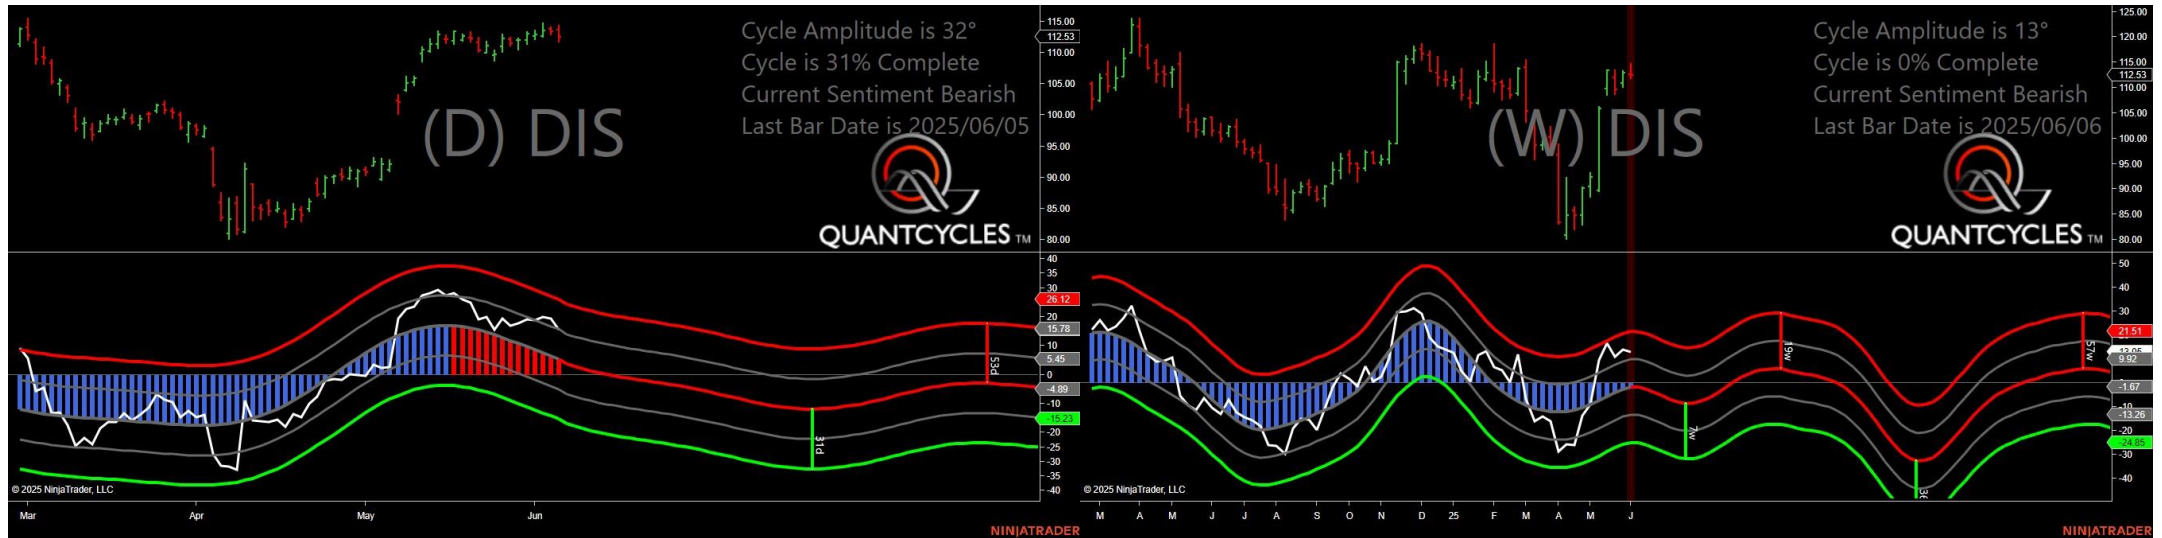 Cycle Amplitude is 32°
Cycle is 31% Complete
Current Sentiment Bearish
Last Bar Date is 2025/06/05
(D) DIS
QUANTCYCLES TM
115.00
112.53
110.00
105.00
100.00
95.00
90.00
85.00
80.00
40
35
30
26.12
20
15.78
10
5.45
0
-4.89
-10
-15.23
-20
-25
-30
-35
-40
53d
31d
© 2025 NinjaTrader, LLC
Mar Apr May Jun
NINJATRADER
Cycle Amplitude is 13°
Cycle is 0% Complete
Current Sentiment Bearish
Last Bar Date is 2025/06/06
(W) DIS
QUANTCYCLES TM
125.00
120.00
115.00
112.53
110.00
105.00
100.00
95.00
90.00
85.00
80.00
50
40
30
21.51
9.92
-1.67
-10
-13.26
-20
-24.85
-30
-40
19w
57w
7w
© 2025 NinjaTrader, LLC
M A M J J A S O N D 25 F M A M J
NINJATRADER